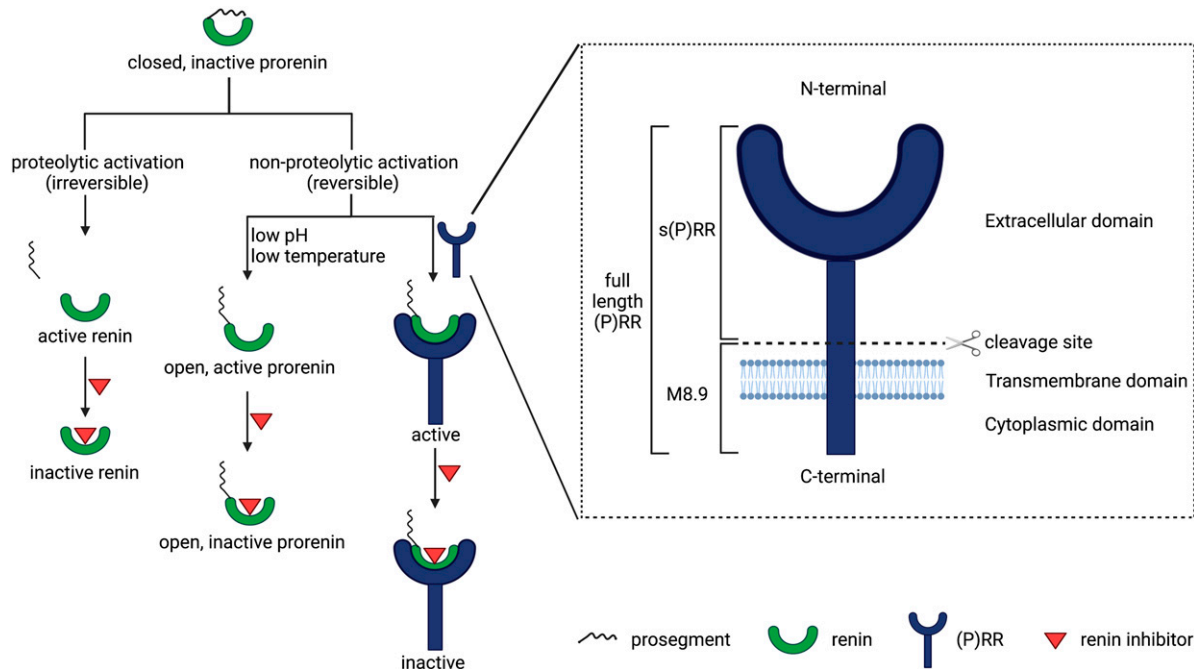 closed, inactive prorenin
proteolytic activation
(irreversible)
non-proteolytic activation
(reversible)
low pH
low temperature
active renin
inactive renin
open, active prorenin
open, inactive prorenin
active
inactive
N-terminal
s(P)RR
full
length
(P)RR
M8.9
Extracellular domain
cleavage site
Transmembrane domain
Cytoplasmic domain
C-terminal
prosegment
renin
(P)RR
renin inhibitor